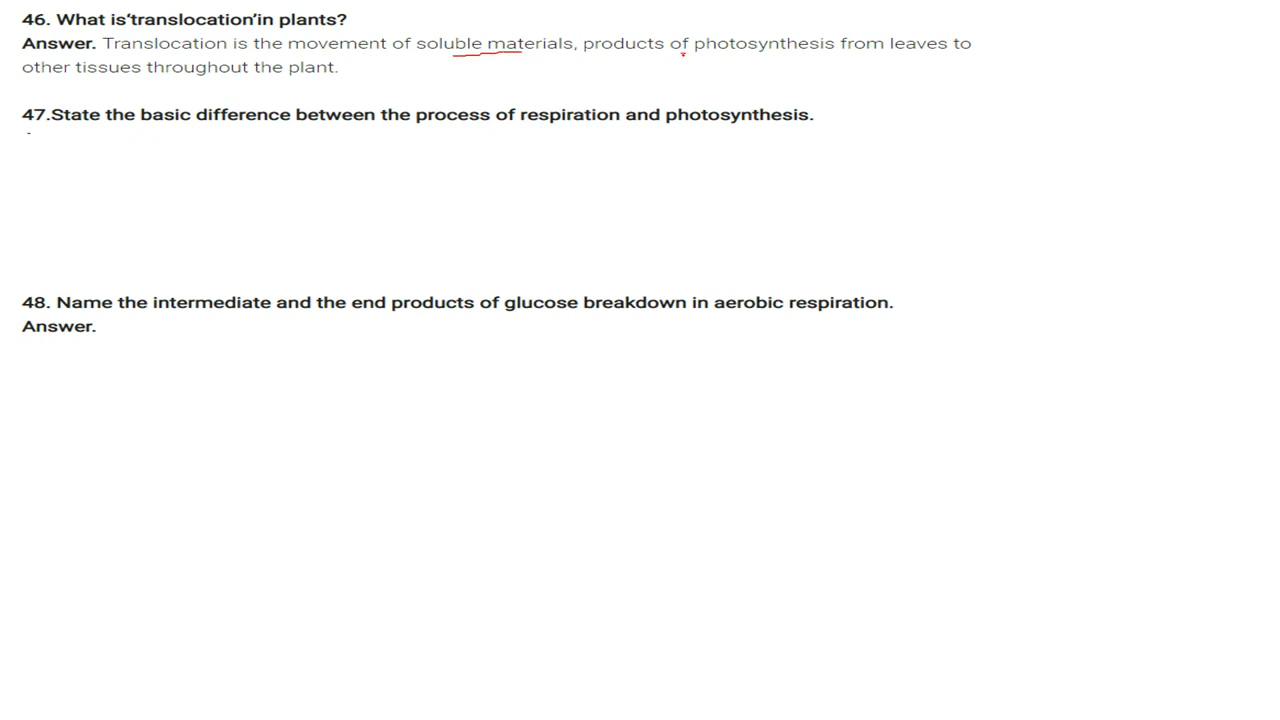 46. What is‘translocation’in plants?
Answer. Translocation is the movement of soluble materials, products of photosynthesis from leaves to
other tissues throughout the plant.
47.State the basic difference between the process of respiration and photosynthesis.
48. Name the intermediate and the end products of glucose breakdown in aerobic respiration.
Answer.